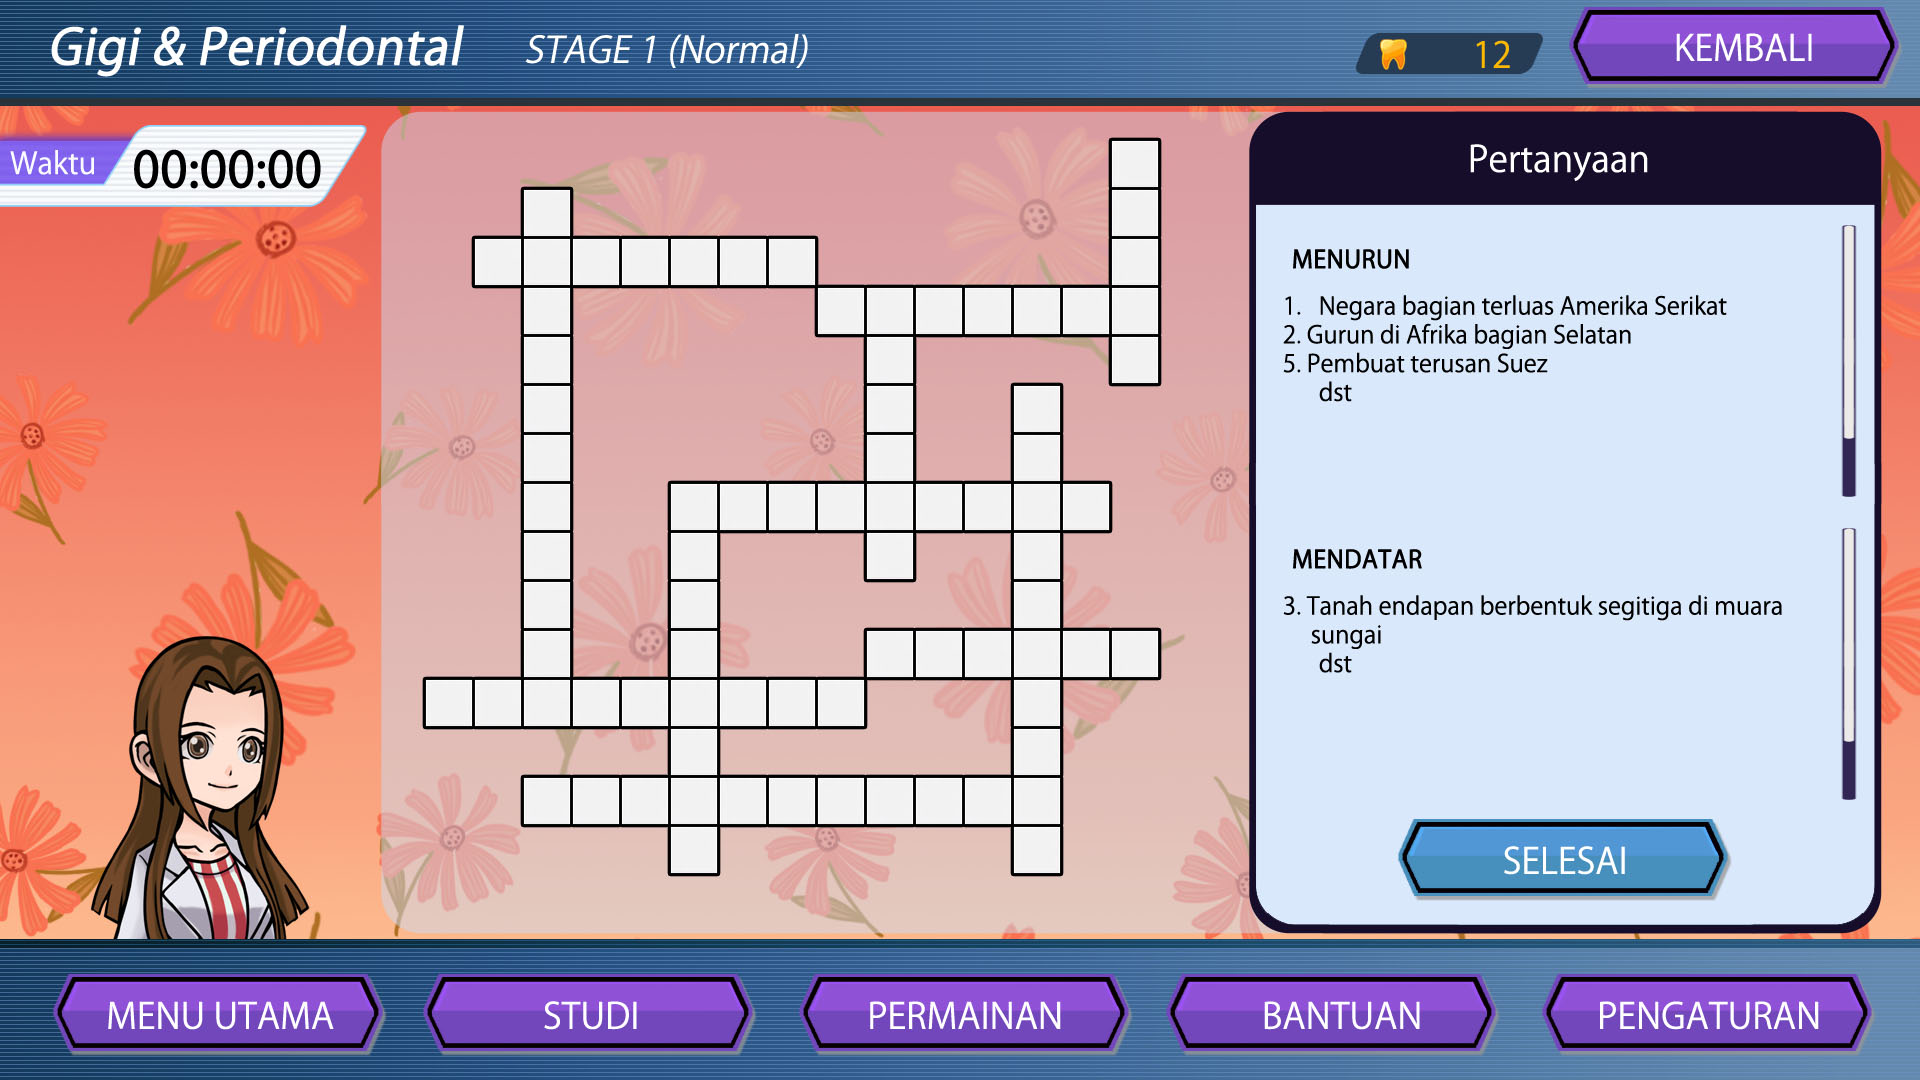 Gigi & Periodontal STAGE 1 (Normal)
12
KEMBALI
Waktu 00:00:00
Pertanyaan
MENURUN
1. Negara bagian terluas Amerika Serikat
2. Gurun di Afrika bagian Selatan
5. Pembuat terusan Suez
dst
MENDATAR
3. Tanah endapan berbentuk segitiga di muara
sungai
dst
SELESAI
MENU UTAMA
STUDI
PERMAINAN
BANTUAN
PENGATURAN